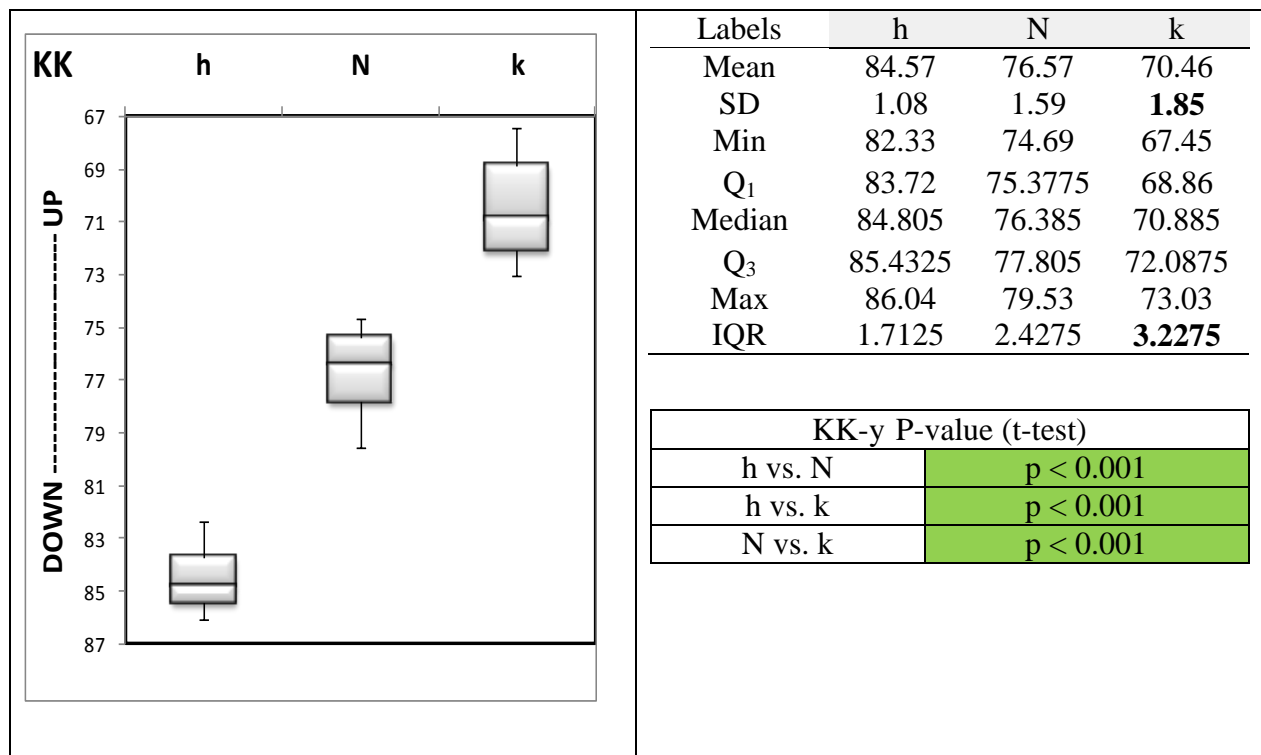 KK h N k
67
69
71
73
75
77
79
81
83
85
87
DOWN ------------------------ UP
Labels h N k
Mean 84.57 76.57 70.46
SD 1.08 1.59 1.85
Min 82.33 74.69 67.45
Q1 83.72 75.3775 68.86
Median 84.805 76.385 70.885
Q3 85.4325 77.805 72.0875
Max 86.04 79.53 73.03
IQR 1.7125 2.4275 3.2275
KK-y P-value (t-test)
h vs. N p < 0.001
h vs. k p < 0.001
N vs. k p < 0.001